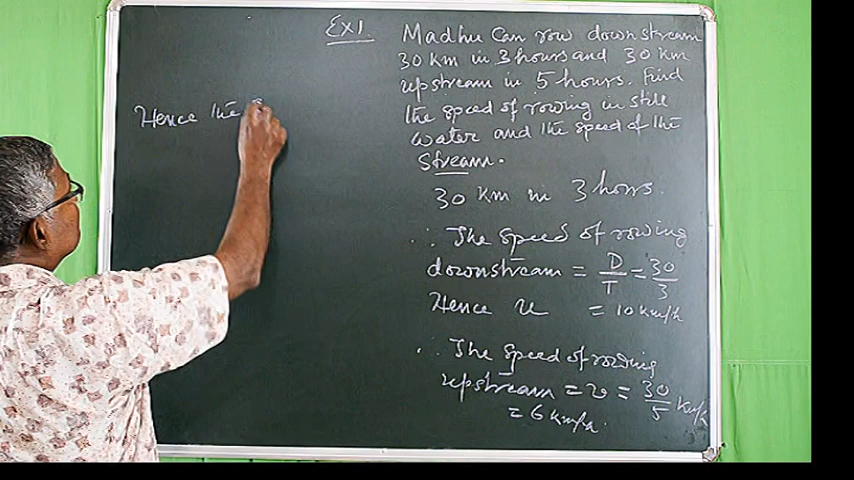 Ex1. Madhu Can row downstream
30 km in 3 hours and 30 km
upstream in 5 hours. Find
the speed of rowing in still
water and the speed of the
stream.
30 km in 3 hours.
∴ The speed of rowing
downstream = D/T = 30/3
Hence u = 10 km/h
∴ The speed of rowing
upstream = v = 30/5 km/h
= 6 km/h.
Hence the